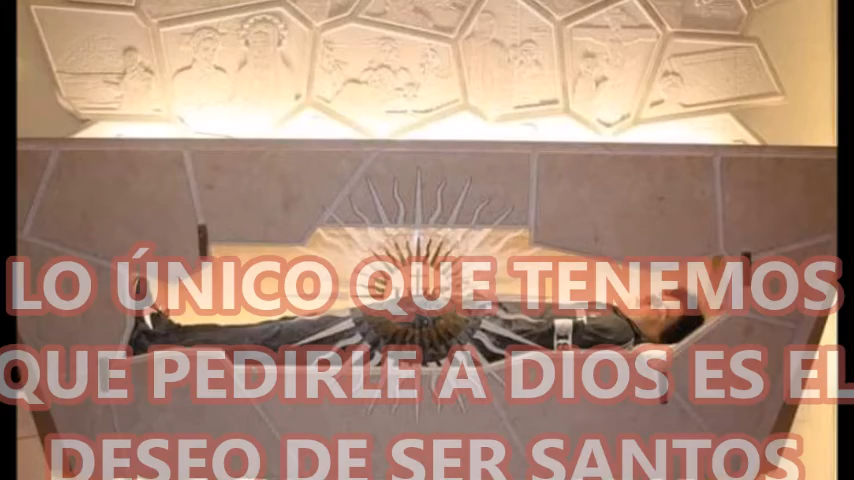 LO ÚNICO QUE TENEMOS
QUE PEDIRLE A DIOS ES EL
DESEO DE SER SANTOS